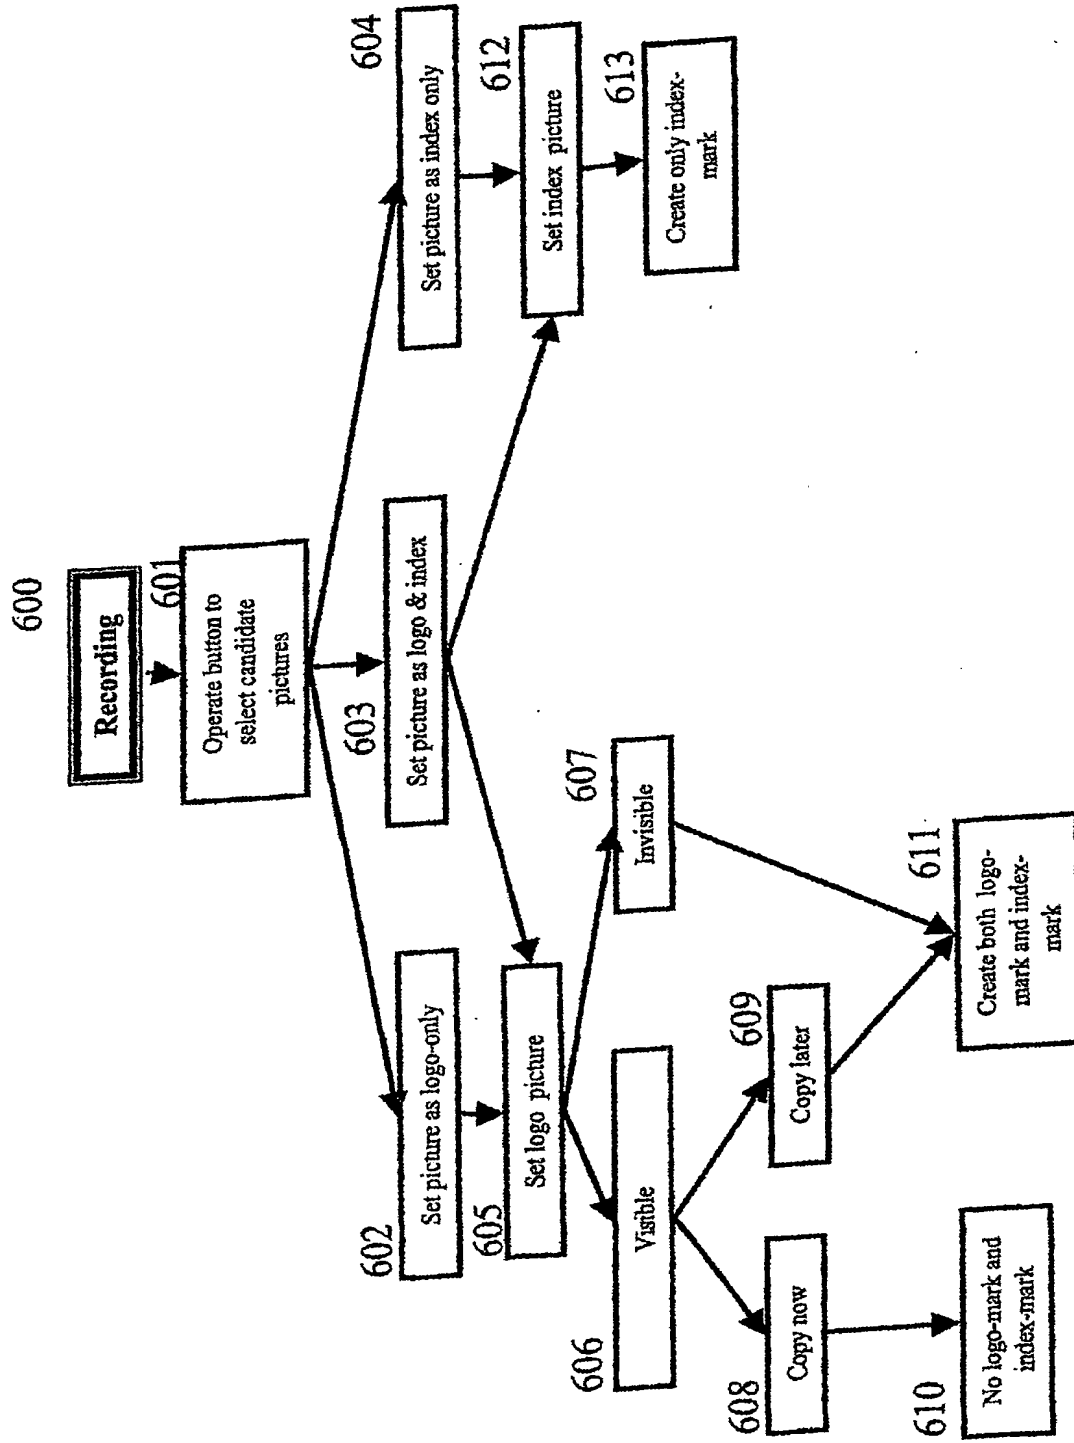 600
Recording
601
Operate button to
select candidate
pictures
602
Set picture as logo-only
603
Set picture as logo & index
604
Set picture as index only
605
Set logo picture
612
Set index picture
606
Visible
607
Invisible
613
Create only index-
mark
608
Copy now
609
Copy later
610
No logo-mark and
index-mark
611
Create both logo-
mark and index-
mark